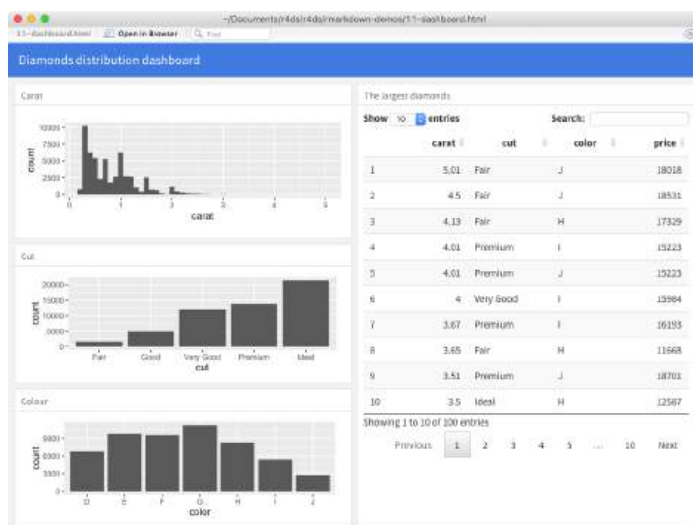 ~/Documents/r4ds/r4ds/rmarkdown-demos/11-dashboard.html
11-dashboard.html Open in Browser Find
Diamonds distribution dashboard
Carat
10000
7500
5000
2500
0
count
0 1 2 3 4 5
carat
Cut
20000
15000
10000
5000
0
count
Fair Good Very Good Premium Ideal
cut
Colour
9000
6000
3000
0
count
D E F G H I J
color
The largest diamonds
Show 10 entries Search:
carat cut color price
1 5.01 Fair J 18018
2 4.5 Fair J 18531
3 4.13 Fair H 17329
4 4.01 Premium I 15223
5 4.01 Premium J 15223
6 4 Very Good I 15984
7 3.67 Premium I 16193
8 3.65 Fair H 11668
9 3.51 Premium J 18701
10 3.5 Ideal H 12587
Showing 1 to 10 of 100 entries
Previous 1 2 3 4 5 ... 10 Next